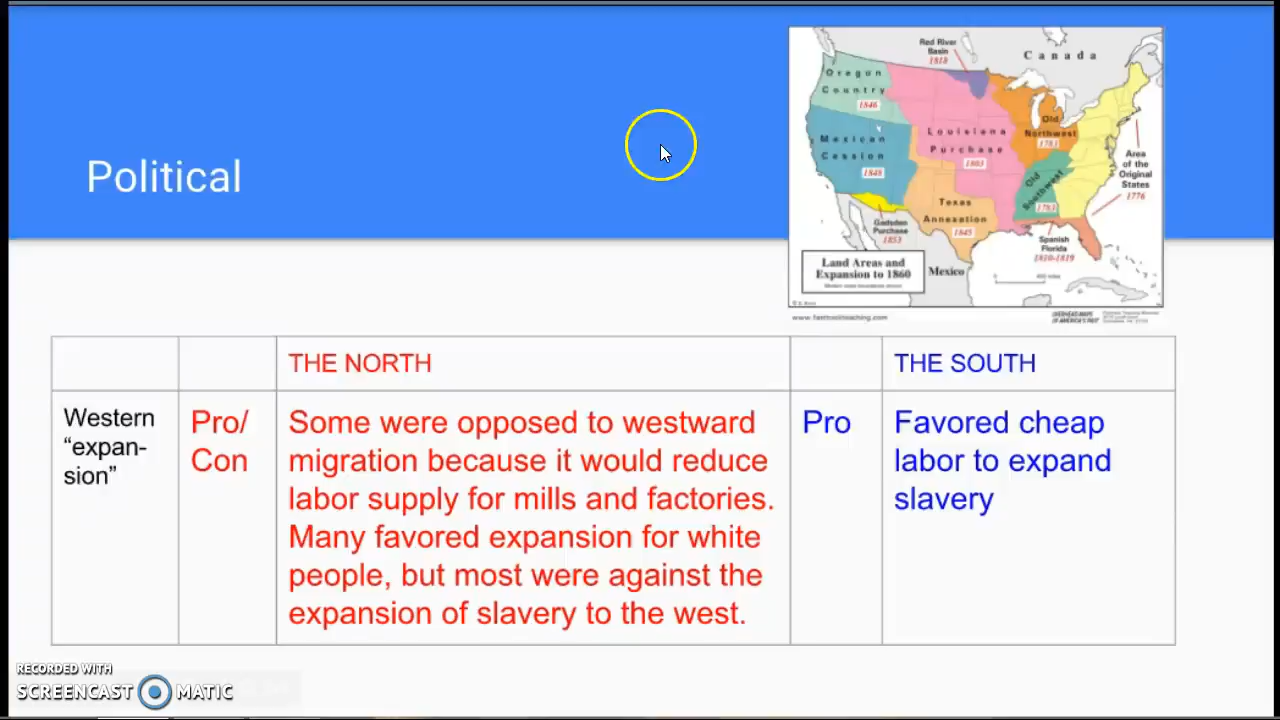 Political
Red River
Basin
1818
Canada
Oregon
Country
1846
Old
Northwest
1783
Louisiana
Purchase
1803
Mexican
Cession
1848
Area
of the
Original
States
1776
Old
Southwest
1783
Texas
Annexation
1845
Gadsden
Purchase
1853
Spanish
Florida
1810-1819
Land Areas and
Expansion to 1860
Mexico
THE NORTH
THE SOUTH
Western
“expan-
sion”
Pro/
Con
Some were opposed to westward
migration because it would reduce
labor supply for mills and factories.
Many favored expansion for white
people, but most were against the
expansion of slavery to the west.
Pro
Favored cheap
labor to expand
slavery
RECORDED WITH
SCREENCAST MATIC